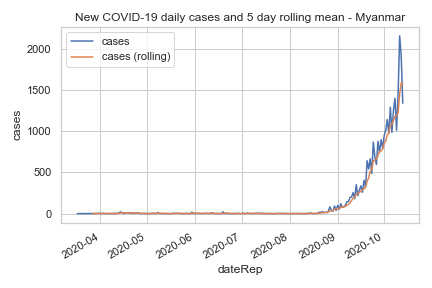 New COVID-19 daily cases and 5 day rolling mean - Myanmar
cases
cases (rolling)
2000
1500
1000
500
0
cases
2020-04
2020-05
2020-06
2020-07
2020-08
2020-09
2020-10
dateRep